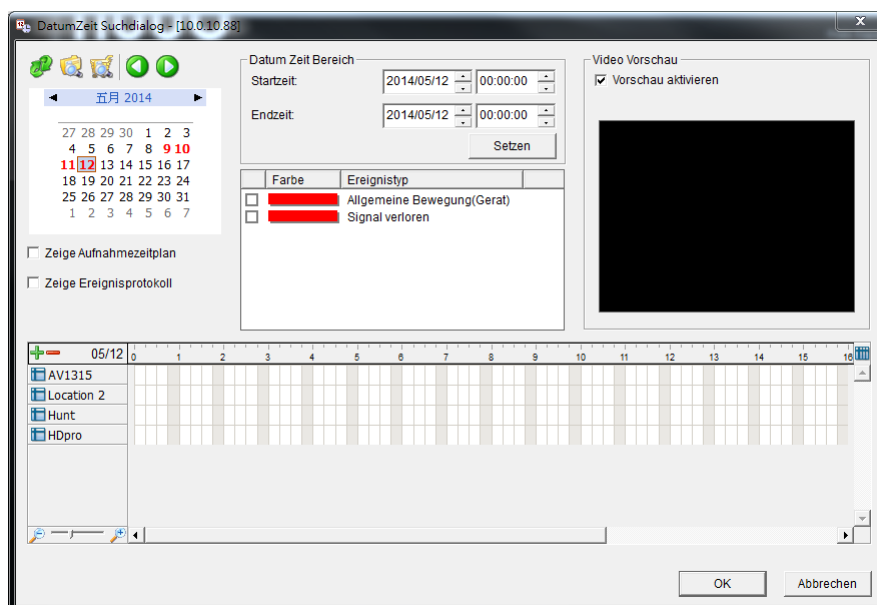 DatumZeit Suchdialog - [10.0.10.88]
五月 2014
27 28 29 30 1 2 3
4 5 6 7 8 9 10
11 12 13 14 15 16 17
18 19 20 21 22 23 24
25 26 27 28 29 30 31
1 2 3 4 5 6 7
Zeige Aufnahmezeitplan
Zeige Ereignisprotokoll
Datum Zeit Bereich
Startzeit: 2014/05/12 00:00:00
Endzeit: 2014/05/12 00:00:00
Setzen
Farbe Ereignistyp
Allgemeine Bewegung(Gerat)
Signal verloren
Video Vorschau
Vorschau aktivieren
05/12 0 1 2 3 4 5 6 7 8 9 10 11 12 13 14 15 16
AV1315
Location 2
Hunt
HDpro
OK Abbrechen